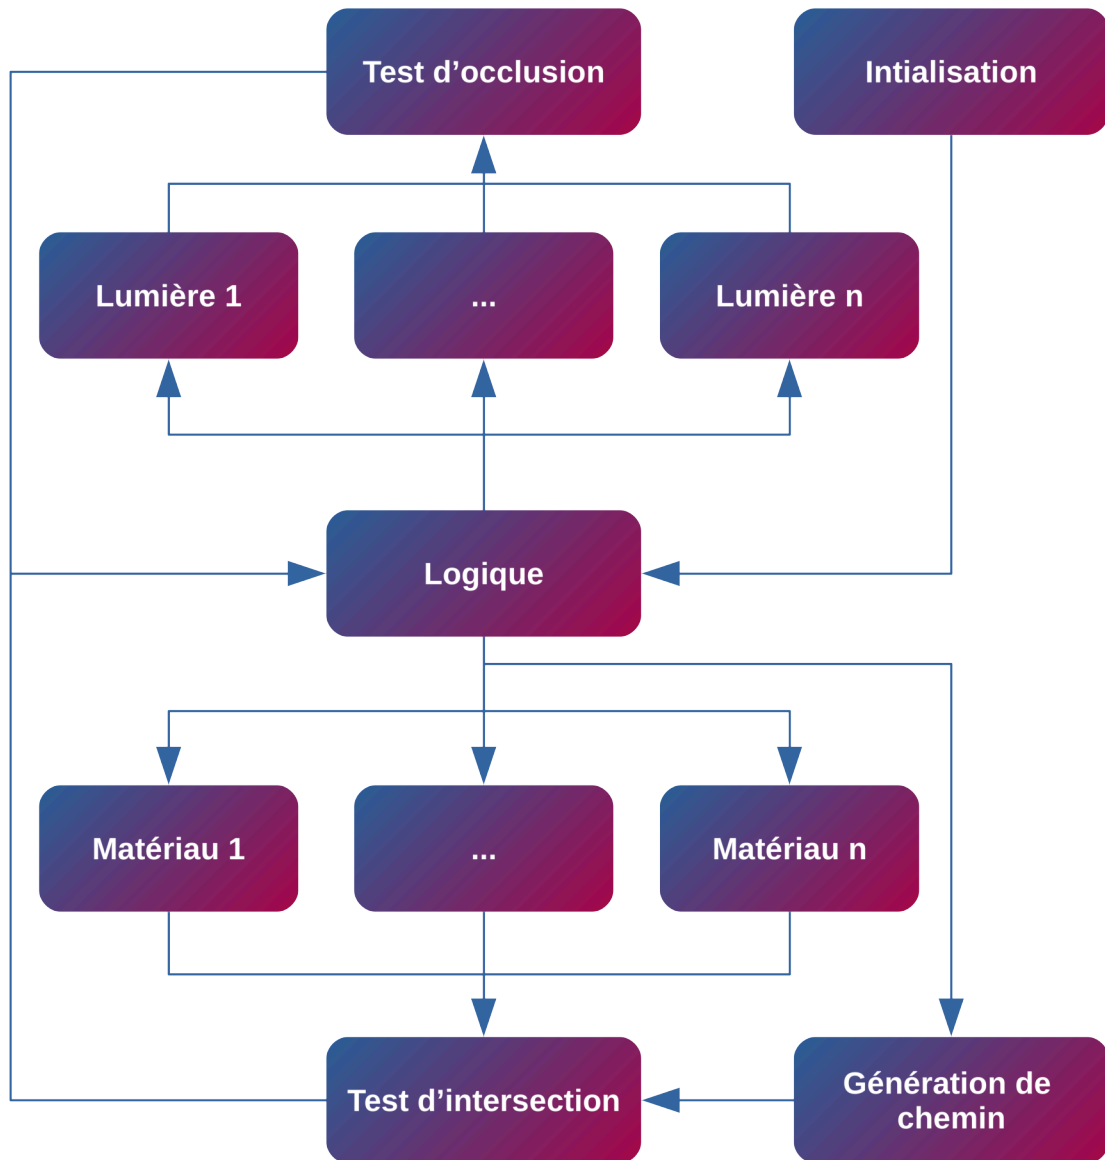 Test d’occlusion
Intialisation
Lumière 1
...
Lumière n
Logique
Matériau 1
...
Matériau n
Test d’intersection
Génération de
chemin